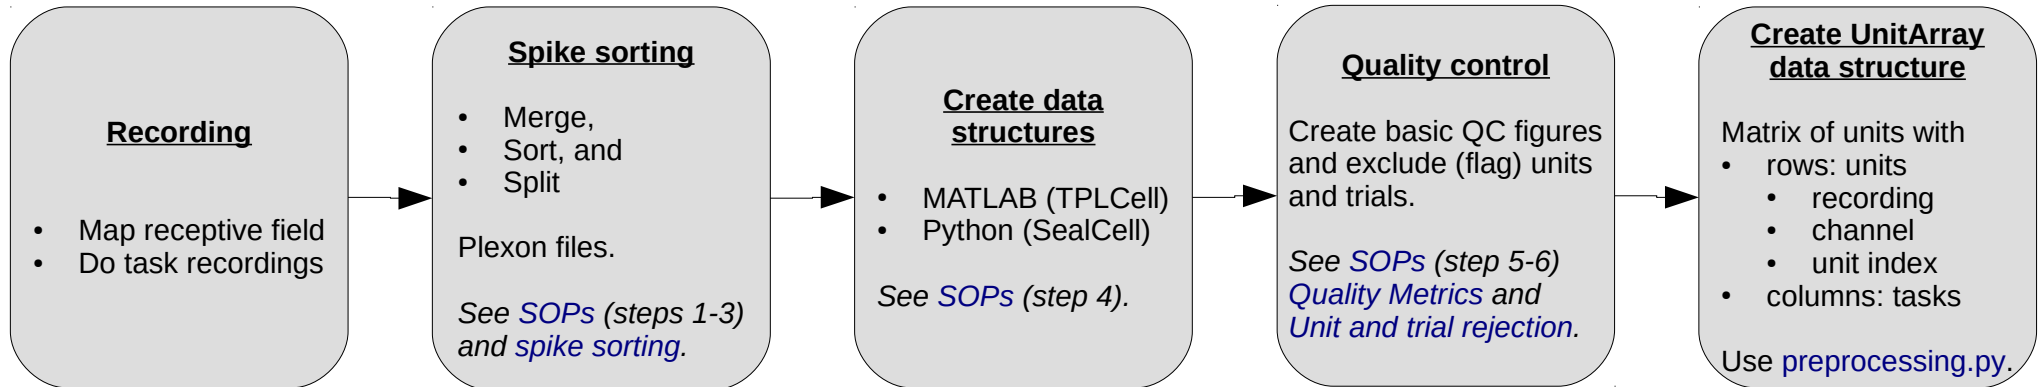 Recording
• Map receptive field
• Do task recordings
Spike sorting
• Merge,
• Sort, and
• Split
Plexon files.
See SOPs (steps 1-3)
and spike sorting.
Create data
structures
• MATLAB (TPLCell)
• Python (SealCell)
See SOPs (step 4).
Quality control
Create basic QC figures
and exclude (flag) units
and trials.
See SOPs (step 5-6)
Quality Metrics and
Unit and trial rejection.
Create UnitArray
data structure
Matrix of units with
• rows: units
• recording
• channel
• unit index
• columns: tasks
Use preprocessing.py.